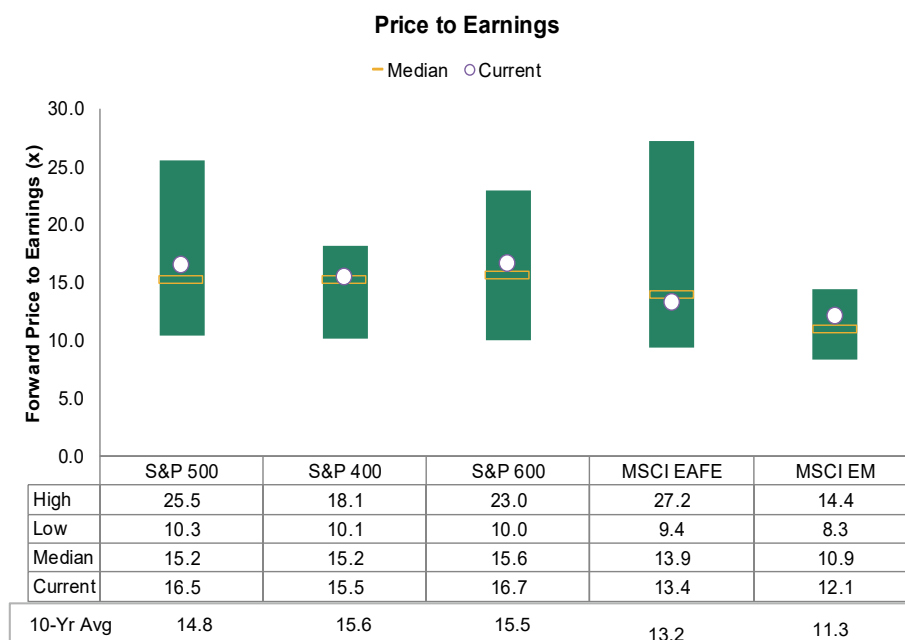 Price to Earnings
Median Current
Forward Price to Earnings (x)
30.0
25.0
20.0
15.0
10.0
5.0
0.0
S&P 500 S&P 400 S&P 600 MSCI EAFE MSCI EM
High 25.5 18.1 23.0 27.2 14.4
Low 10.3 10.1 10.0 9.4 8.3
Median 15.2 15.2 15.6 13.9 10.9
Current 16.5 15.5 16.7 13.4 12.1
10-Yr Avg 14.8 15.6 15.5 13.2 11.3